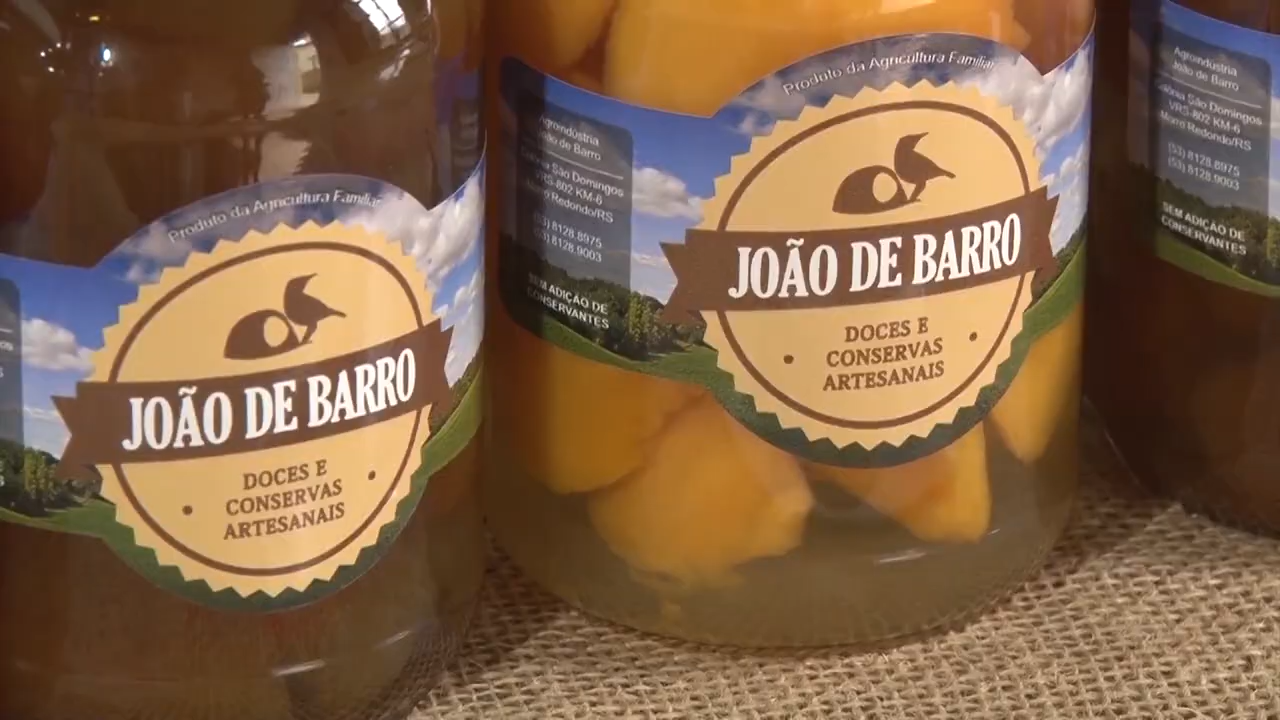 Produto da Agricultura Familiar
JOÃO DE BARRO
DOCES E
CONSERVAS
ARTESANAIS
Produto da Agricultura Familiar
Agroindústria
João de Barro
Colônia São Domingos
VRS-802 KM-6
Morro Redondo/RS
(53) 8128.8975
(53) 8128.9003
SEM ADIÇÃO DE
CONSERVANTES
JOÃO DE BARRO
DOCES E
CONSERVAS
ARTESANAIS
Agroindústria
João de Barro
Colônia São Domingos
VRS-802 KM-6
Morro Redondo/RS
(53) 8128.8975
(53) 8128.9003
SEM ADIÇÃO DE
CONSERVANTES